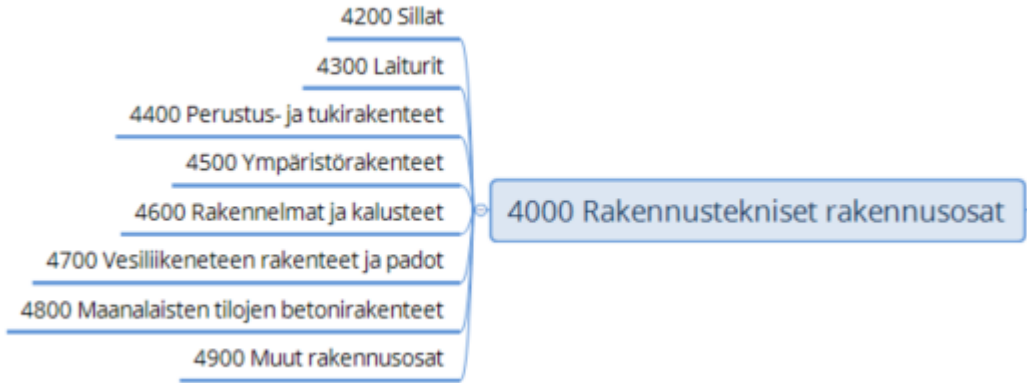 4200 Sillat
4300 Laiturit
4400 Perustus- ja tukirakenteet
4500 Ympäristörakenteet
4600 Rakennelmat ja kalusteet
4700 Vesiliikeneteen rakenteet ja padot
4800 Maanalaisten tilojen betonirakenteet
4900 Muut rakennusosat
4000 Rakennustekniset rakennusosat